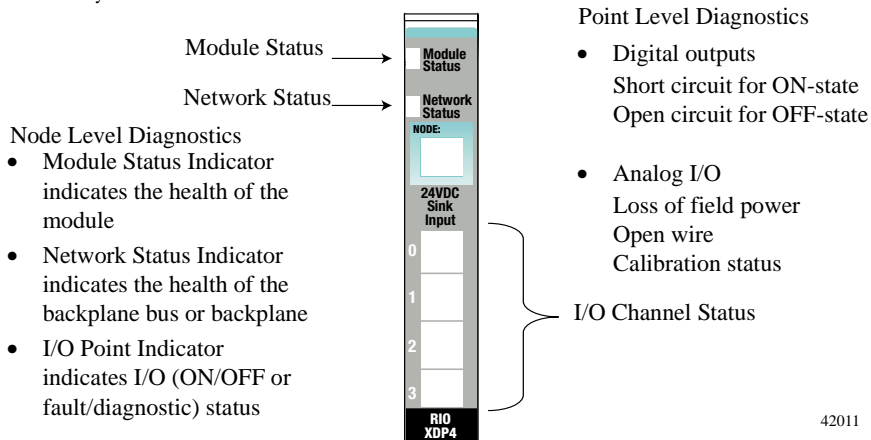 Module Status
Network Status
Node Level Diagnostics
• Module Status Indicator
indicates the health of the
module
• Network Status Indicator
indicates the health of the
backplane bus or backplane
• I/O Point Indicator
indicates I/O (ON/OFF or
fault/diagnostic) status
Module
Status
Network
Status
NODE:
24VDC
Sink
Input
0
1
2
3
RIO
XDP4
Point Level Diagnostics
• Digital outputs
Short circuit for ON-state
Open circuit for OFF-state
• Analog I/O
Loss of field power
Open wire
Calibration status
I/O Channel Status
42011